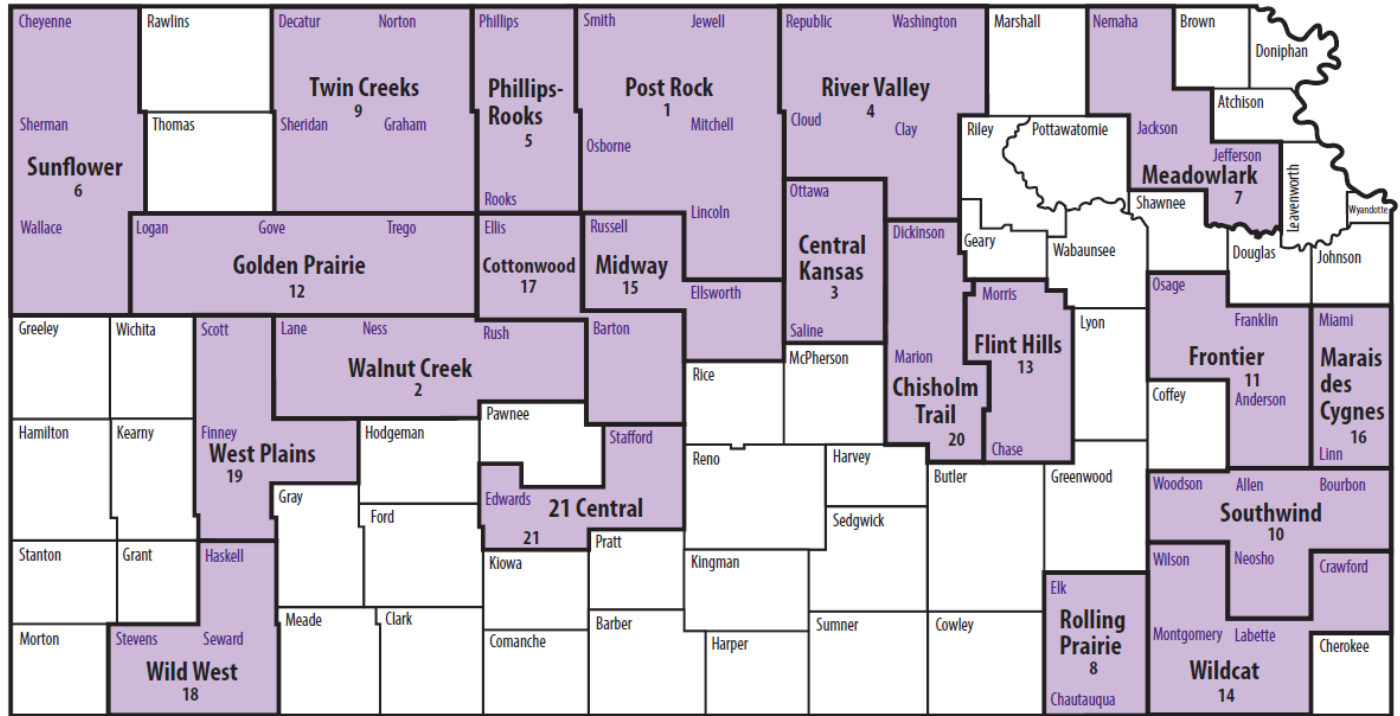 Cheyenne
Rawlins
Decatur
Norton
Phillips
Smith
Jewell
Republic
Washington
Marshall
Nemaha
Brown
Doniphan
Twin Creeks
9
Phillips-
Rooks
5
Post Rock
1
River Valley
4
Atchison
Sherman
Thomas
Sheridan
Graham
Osborne
Mitchell
Cloud
Clay
Riley
Pottawatomie
Jackson
Jefferson
Meadowlark
7
Leavenworth
Wyandotte
Sunflower
6
Rooks
Ottawa
Shawnee
Wallace
Logan
Gove
Trego
Ellis
Russell
Lincoln
Dickinson
Geary
Wabaunsee
Douglas
Johnson
Golden Prairie
12
Cottonwood
17
Midway
15
Central
Kansas
3
Ellsworth
Morris
Osage
Greeley
Wichita
Scott
Lane
Ness
Rush
Barton
Saline
Lyon
Franklin
Miami
Walnut Creek
2
Rice
McPherson
Marion
Chisholm
Trail
20
Flint Hills
13
Frontier
11
Anderson
Marais
des
Cygnes
16
Coffey
Hamilton
Kearny
Finney
West Plains
19
Hodgeman
Pawnee
Stafford
Reno
Harvey
Chase
Linn
Gray
Edwards
21 Central
21
Butler
Greenwood
Woodson
Allen
Bourbon
Southwind
10
Ford
Sedgwick
Stanton
Grant
Haskell
Kiowa
Pratt
Kingman
Wilson
Neosho
Crawford
Elk
Rolling
Prairie
8
Chautauqua
Morton
Stevens
Seward
Wild West
18
Meade
Clark
Comanche
Barber
Harper
Sumner
Cowley
Montgomery
Labette
Wildcat
14
Cherokee